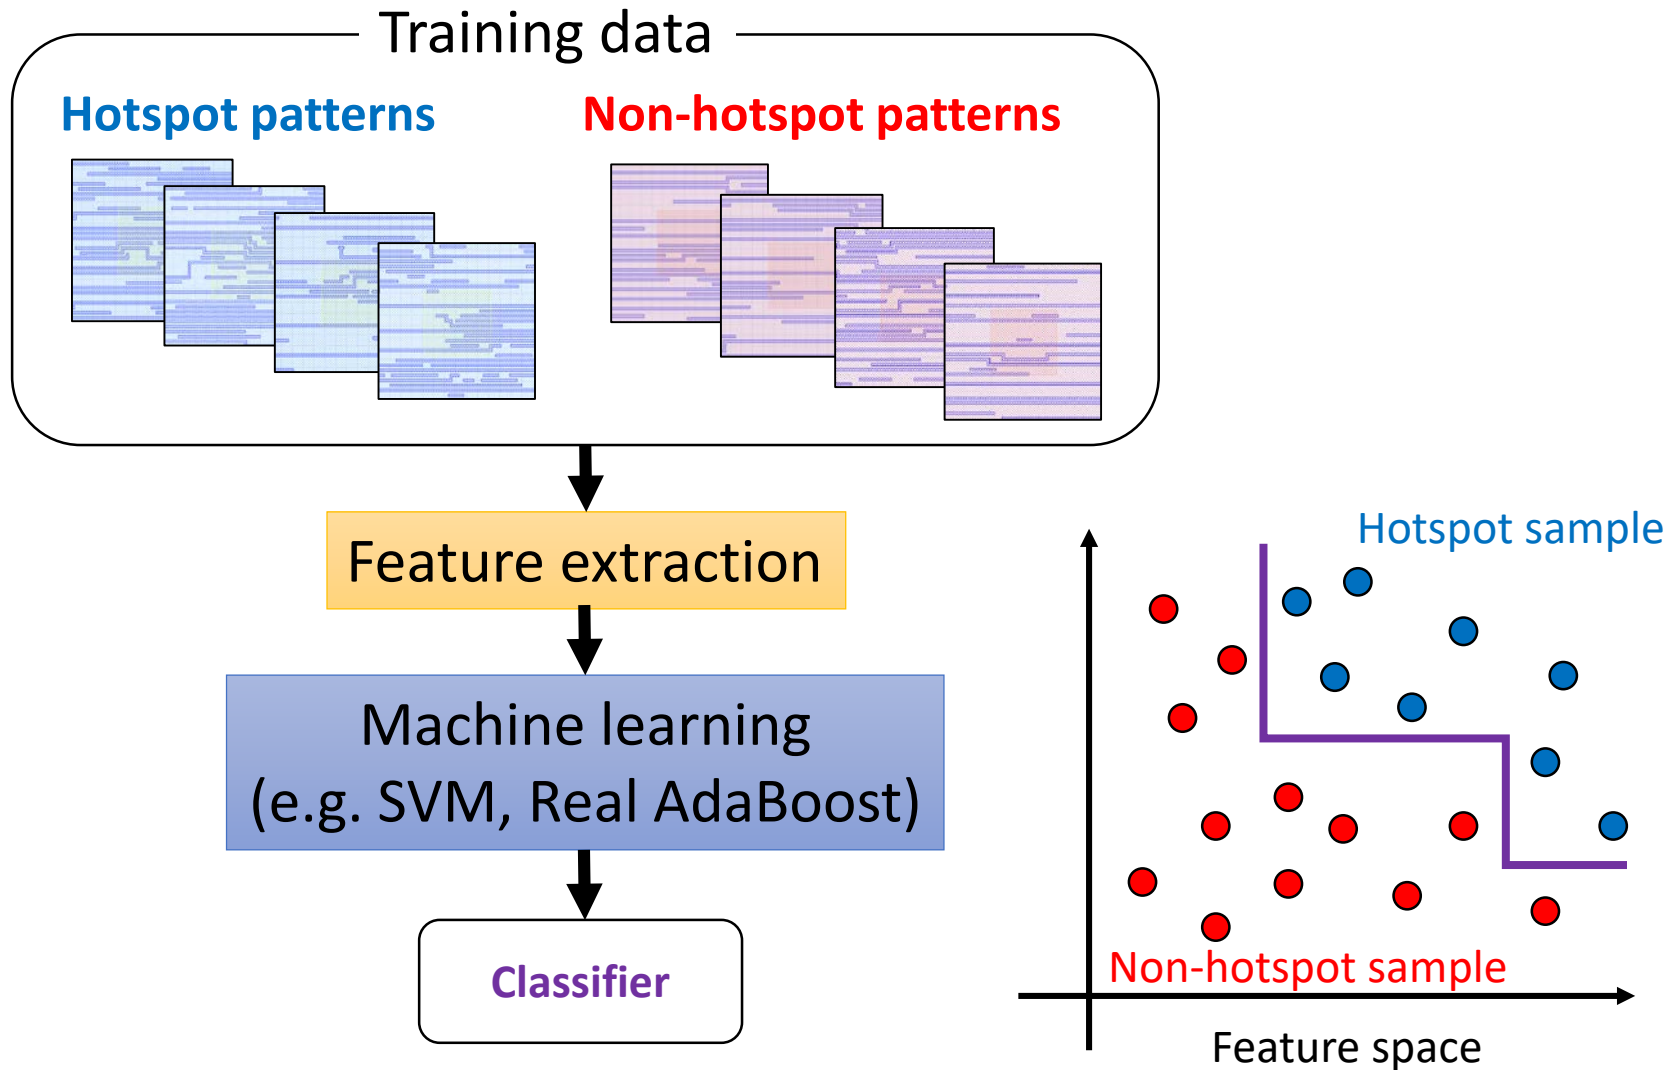 Training data
Hotspot patterns
Non-hotspot patterns
Feature extraction
Machine learning
(e.g. SVM, Real AdaBoost)
Classifier
Hotspot sample
Non-hotspot sample
Feature space